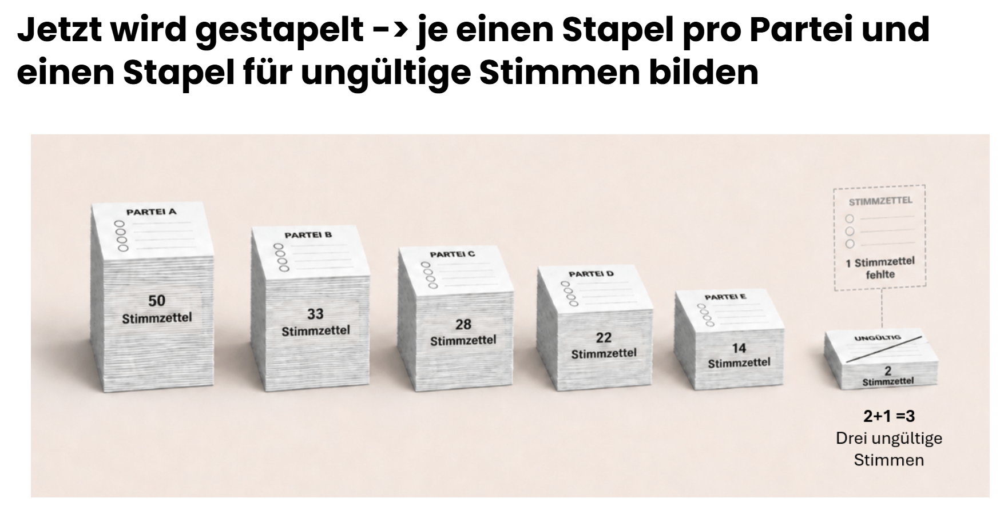 Jetzt wird gestapelt -> je einen Stapel pro Partei und
einen Stapel für ungültige Stimmen bilden
PARTEI A
50
Stimmzettel
PARTEI B
33
Stimmzettel
PARTEI C
28
Stimmzettel
PARTEI D
22
Stimmzettel
PARTEI E
14
Stimmzettel
STIMMZETTEL
1 Stimmzettel
fehlte
UNGÜLTIG
2
Stimmzettel
2+1 =3
Drei ungültige
Stimmen